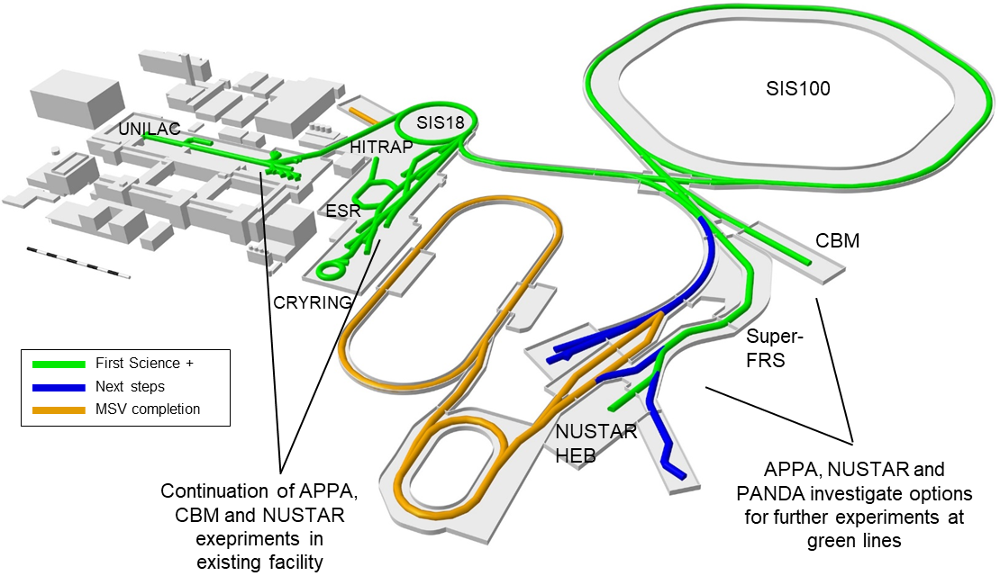 SIS100
UNILAC
SIS18
HITRAP
ESR
CBM
CRYRING
Super-
FRS
First Science +
Next steps
MSV completion
NUSTAR
HEB
Continuation of APPA,
CBM and NUSTAR
exepriments in
existing facility
APPA, NUSTAR and
PANDA investigate options
for further experiments at
green lines